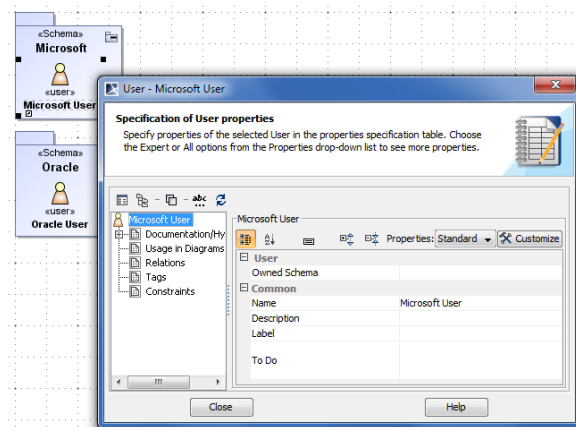 «Schema»
Microsoft
«user»
Microsoft User
«Schema»
Oracle
«user»
Oracle User
User - Microsoft User
Specification of User properties
Specify properties of the selected User in the properties specification table. Choose
the Expert or All options from the Properties drop-down list to see more properties.
Microsoft User
Documentation/Hy
Usage in Diagrams
Relations
Tags
Constraints
Microsoft User
Properties: Standard Customize
User
Owned Schema
Common
Name Microsoft User
Description
Label
To Do
Close
Help